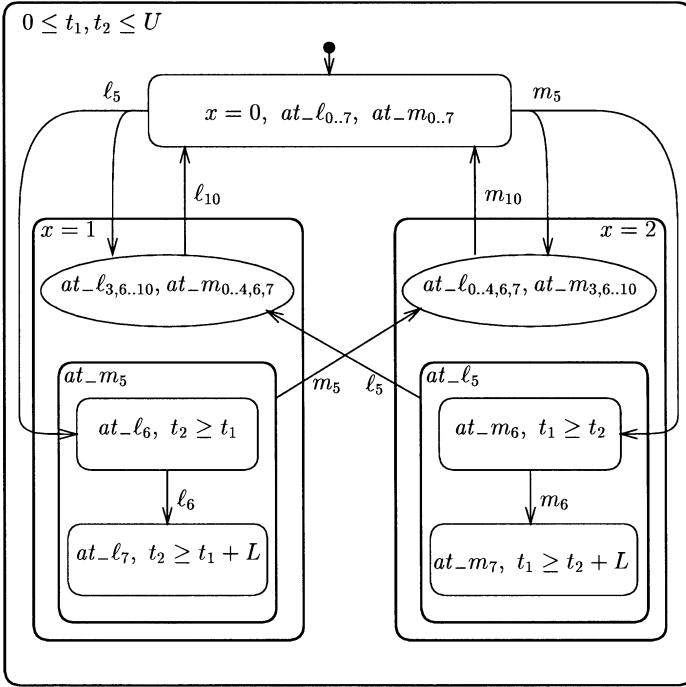 0 ≤ t₁, t₂ ≤ U
ℓ₅
m₅
x = 0, at_ℓ₀..₇, at_m₀..₇
ℓ₁₀
m₁₀
x = 1
x = 2
at_ℓ₃,₆..₁₀, at_m₀..₄,₆,₇
at_ℓ₀..₄,₆,₇, at_m₃,₆..₁₀
at_m₅
m₅
ℓ₅
at_ℓ₅
at_ℓ₆, t₂ ≥ t₁
at_m₆, t₁ ≥ t₂
ℓ₆
m₆
at_ℓ₇, t₂ ≥ t₁ + L
at_m₇, t₁ ≥ t₂ + L